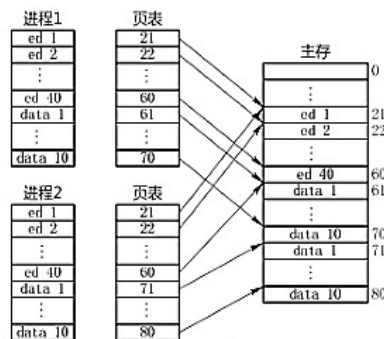 进程1
ed 1
ed 2
⋮
ed 40
data 1
⋮
data 10
页表
21
22
⋮
60
61
⋮
70
进程2
ed 1
ed 2
⋮
ed 40
data 1
⋮
data 10
页表
21
22
⋮
60
71
⋮
80
主存
0
⋮
ed 1 21
ed 2 22
⋮
ed 40 60
data 1 61
⋮
data 10 70
data 1 71
⋮
data 10 80